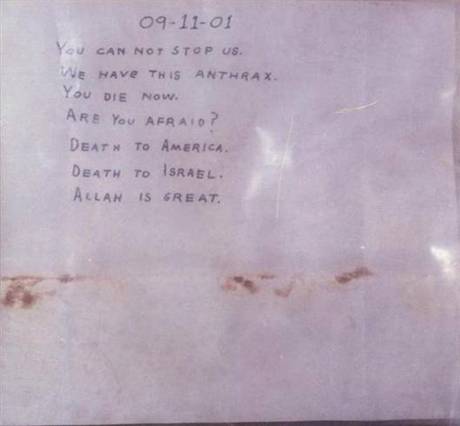 09-11-01
YOU CAN NOT STOP US.
WE HAVE THIS ANTHRAX.
YOU DIE NOW.
ARE YOU AFRAID?
DEATH TO AMERICA.
DEATH TO ISRAEL.
ALLAH IS GREAT.